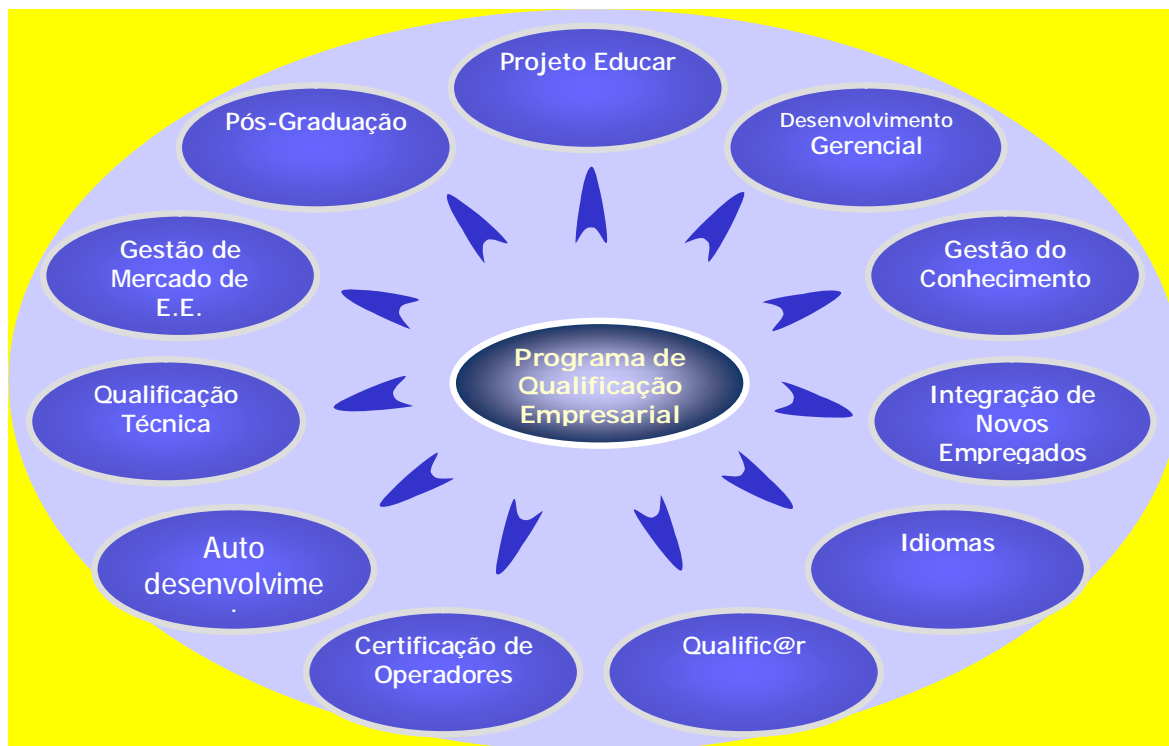 Projeto Educar
Desenvolvimento
Gerencial
Gestão do
Conhecimento
Integração de
Novos
Empregados
Idiomas
Qualific@r
Certificação de
Operadores
Auto
desenvolvime
Qualificação
Técnica
Gestão de
Mercado de
E.E.
Pós-Graduação
Programa de
Qualificação
Empresarial